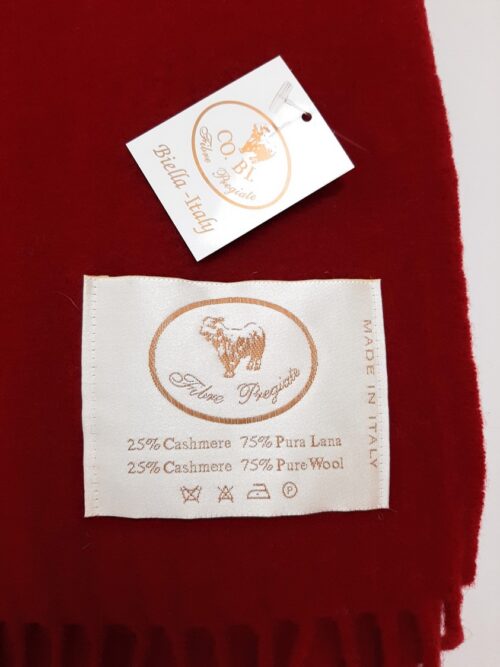 CO. B.I.
Fibre Pregiate
Biella - Italy
Fibre Pregiate
25% Cashmere 75% Pura Lana
25% Cashmere 75% Pure Wool
P
MADE IN ITALY